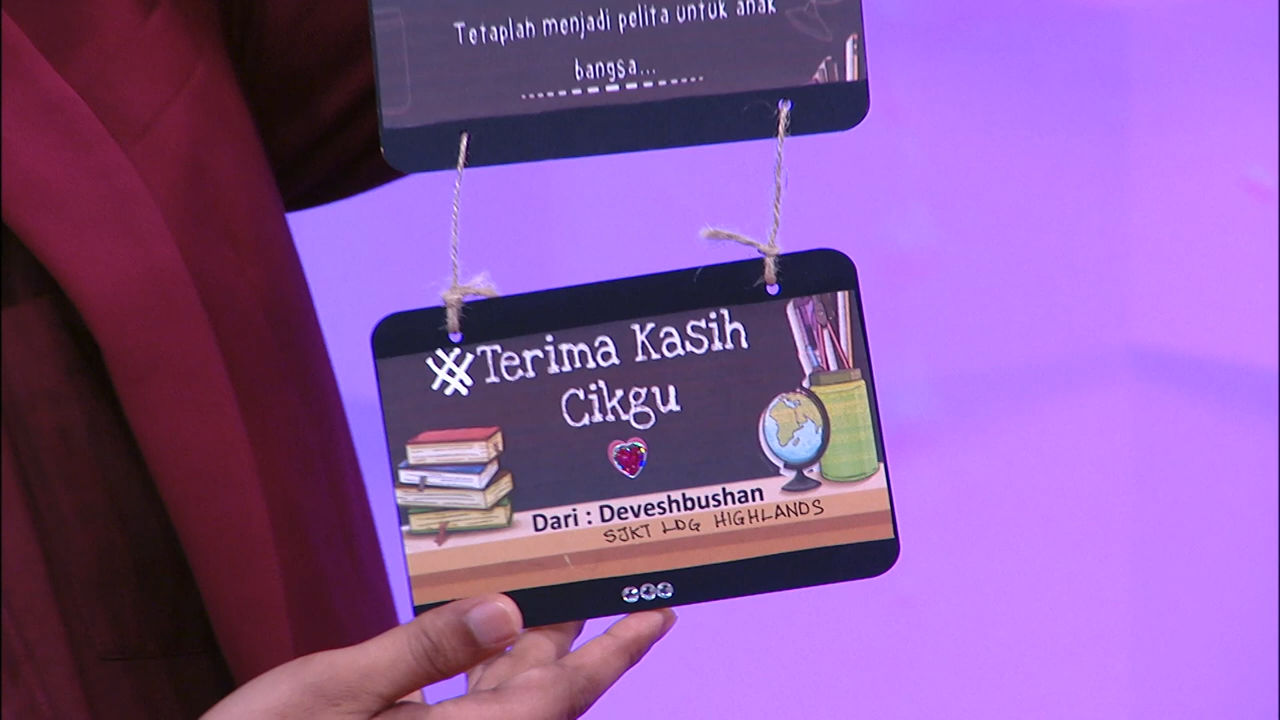 Tetaplah menjadi pelita untuk anak
bangsa...
#Terima Kasih
Cikgu
Dari : Deveshbushan
SJKT LDG HIGHLANDS